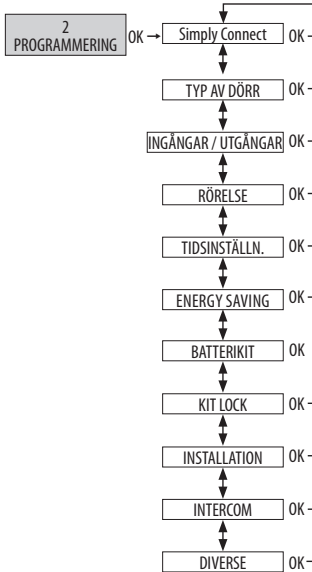 2
PROGRAMMERING
OK
Simply Connect OK
TYP AV DÖRR OK
INGÅNGAR / UTGÅNGAR OK
RÖRELSE OK
TIDSINSTÄLLN. OK
ENERGY SAVING OK
BATTERIKIT OK
KIT LOCK OK
INSTALLATION OK
INTERCOM OK
DIVERSE OK